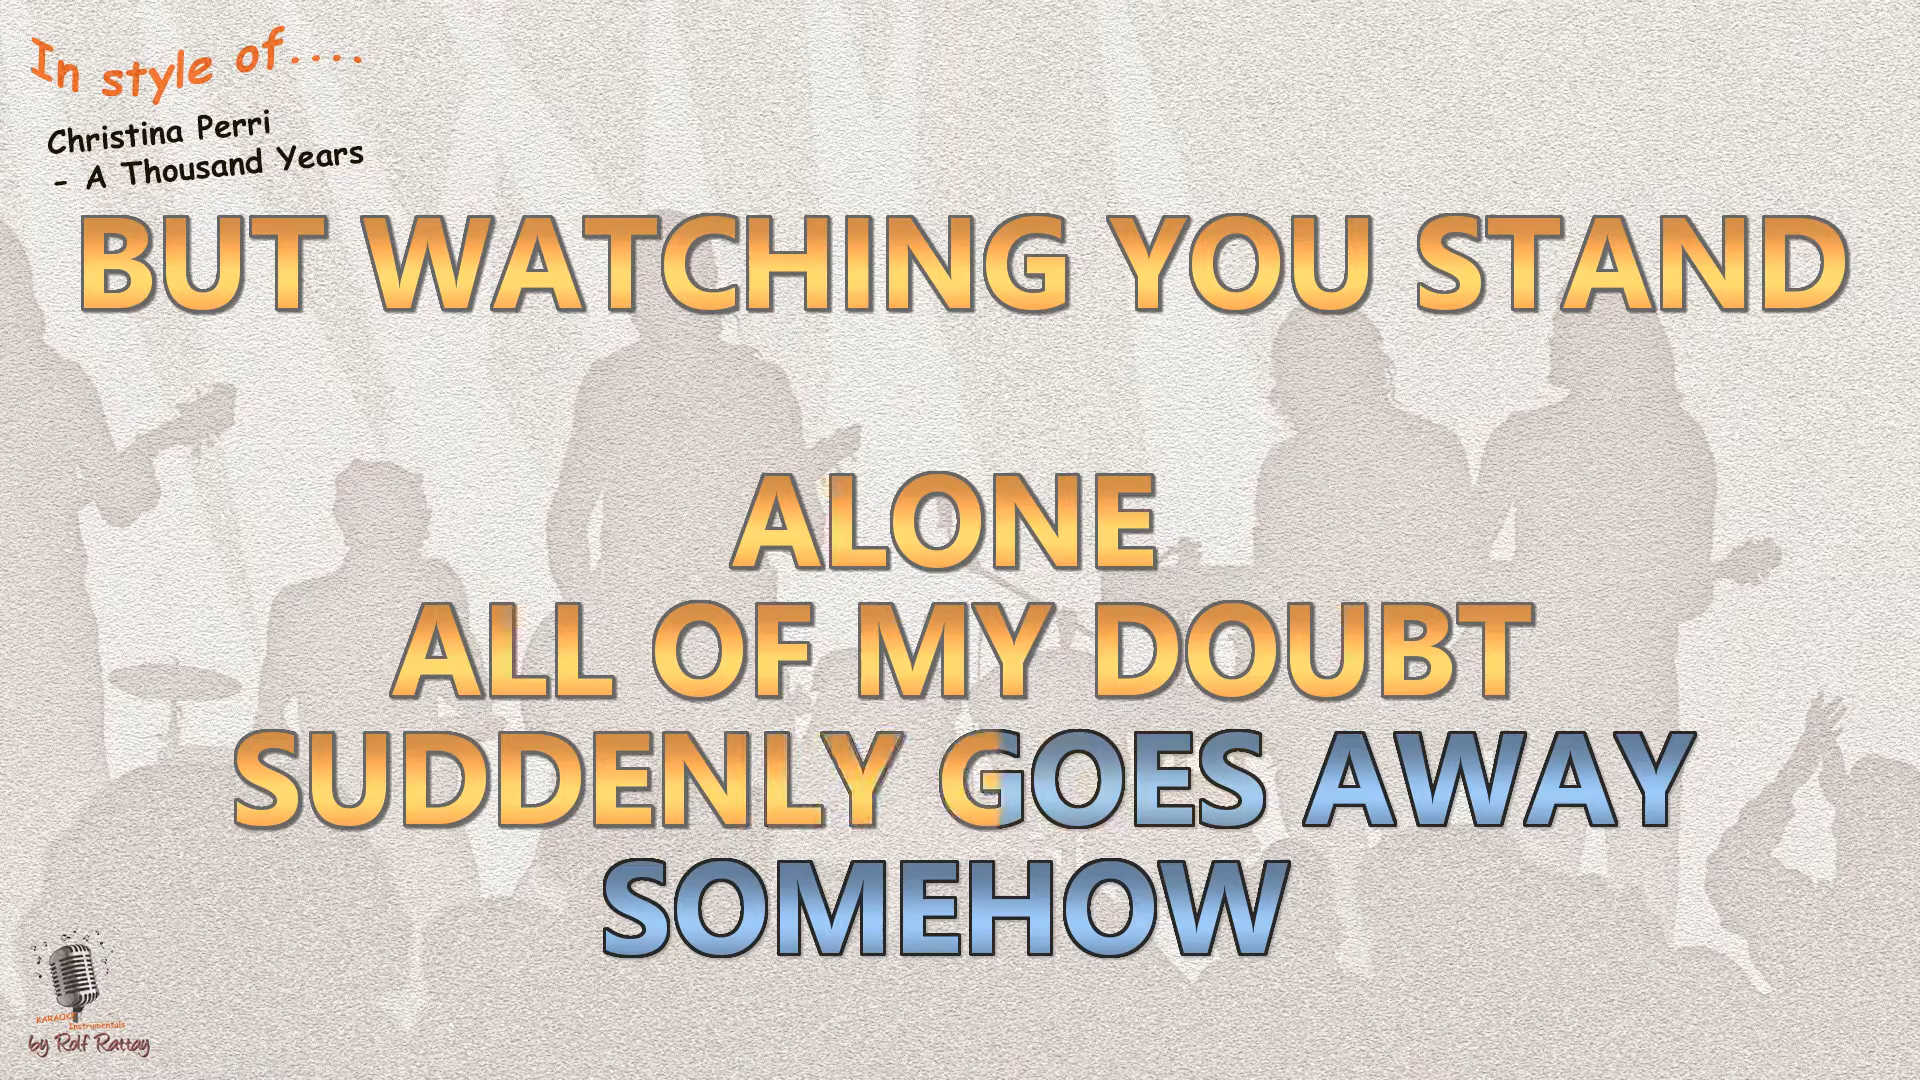 In style of....
Christina Perri
- A Thousand Years
BUT WATCHING YOU STAND
ALONE
ALL OF MY DOUBT
SUDDENLY GOES AWAY
SOMEHOW
KARAOKE
Instrumentals
by Rolf Rattay